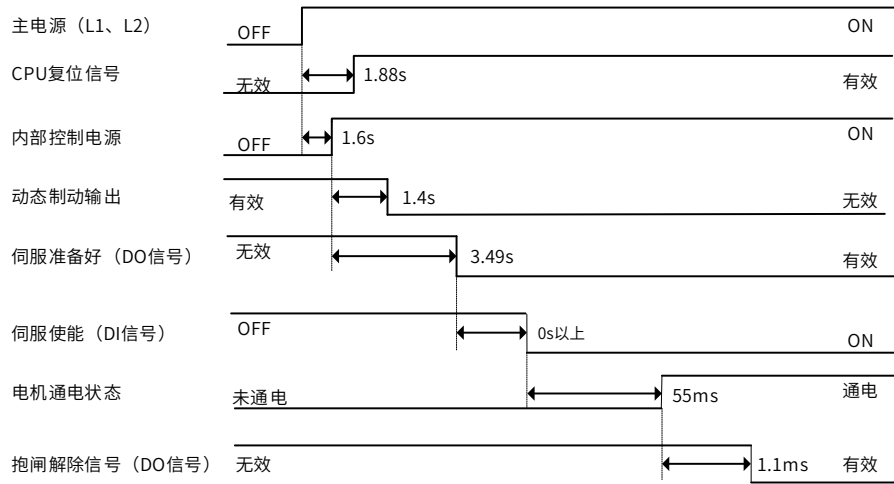 主电源（L1、L2）
OFF
ON
CPU复位信号
无效
1.88s
有效
内部控制电源
OFF
1.6s
ON
动态制动输出
有效
1.4s
无效
伺服准备好（DO信号）
无效
3.49s
有效
伺服使能（DI信号）
OFF
0s以上
ON
电机通电状态
未通电
55ms
通电
抱闸解除信号（DO信号）
无效
1.1ms
有效